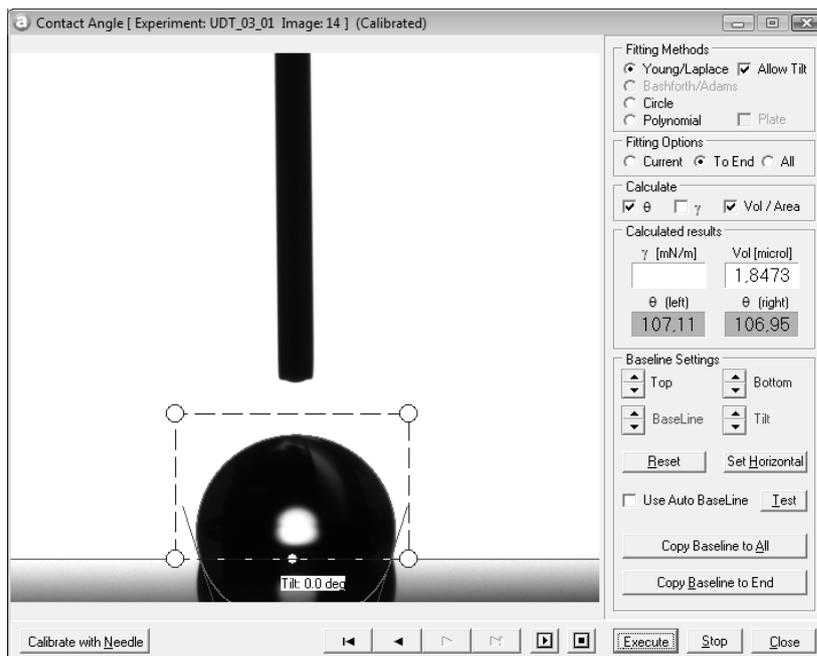 Contact Angle [ Experiment: UDT_03_01 Image: 14 ] (Calibrated)
Fitting Methods
Young/Laplace Allow Tilt
Bashforth/Adams
Circle
Polynomial Plate
Fitting Options
Current To End All
Calculate
θ γ Vol / Area
Calculated results
γ [mN/m] Vol [microl]
1,8473
θ (left) θ (right)
107,11 106,95
Baseline Settings
Top Bottom
BaseLine Tilt
Reset Set Horizontal
Use Auto BaseLine Test
Copy Baseline to All
Copy Baseline to End
Tilt: 0.0 deg
Calibrate with Needle Execute Stop Close